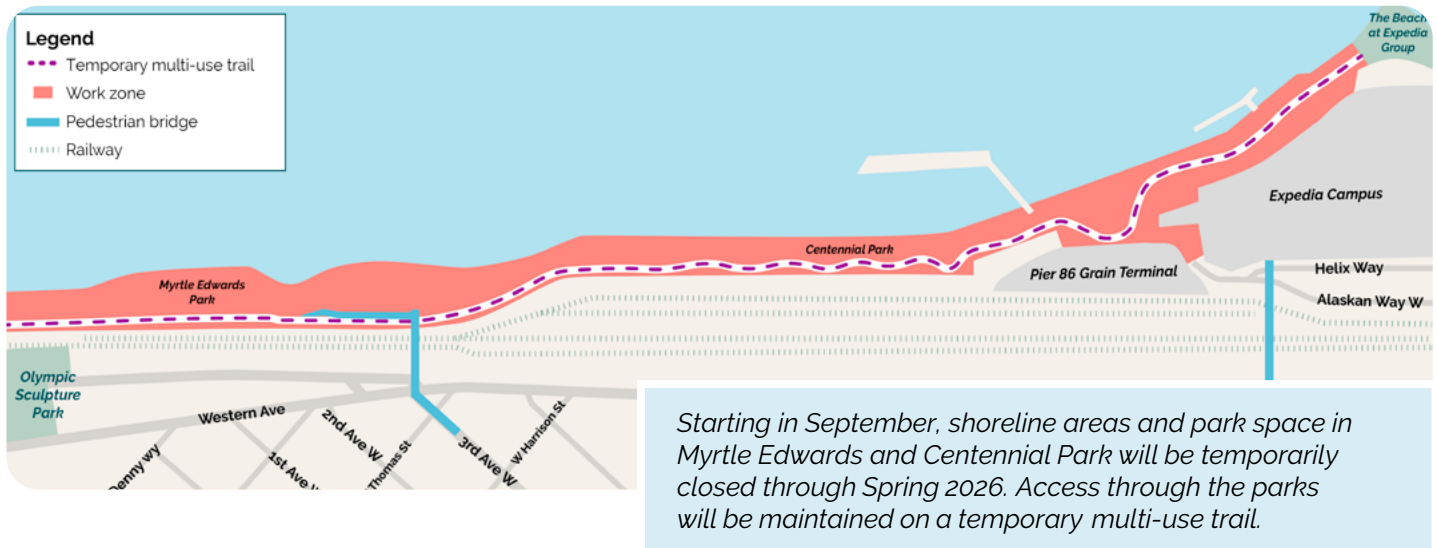 Legend
Temporary multi-use trail
Work zone
Pedestrian bridge
Railway
The Beach
at Expedia
Group
Expedia Campus
Centennial Park
Pier 86 Grain Terminal
Helix Way
Alaskan Way W
Myrtle Edwards
Park
Olympic
Sculpture
Park
Western Ave
Denny wy
1st Ave W
2nd Ave W
Thomas St
3rd Ave W
W Harrison St
Starting in September, shoreline areas and park space in
Myrtle Edwards and Centennial Park will be temporarily
closed through Spring 2026. Access through the parks
will be maintained on a temporary multi-use trail.